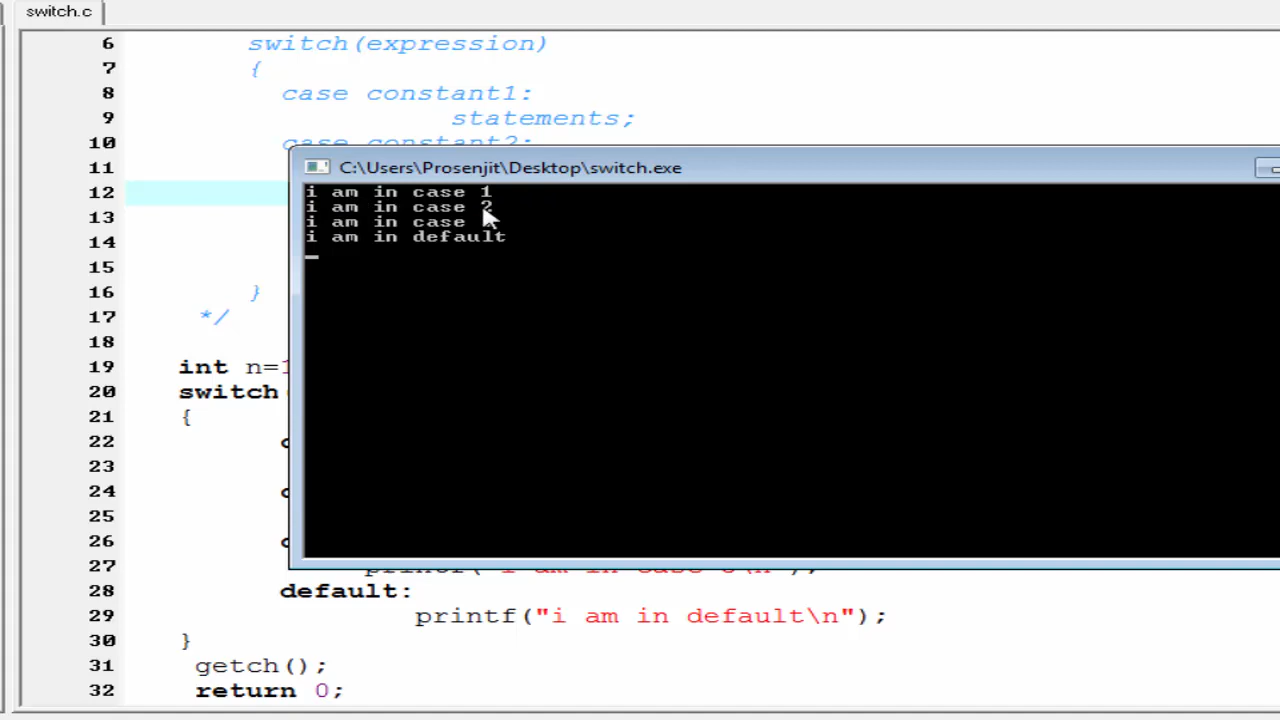 switch.c
6 switch(expression)
7 {
8 case constant1:
9 statements;
10 case constant2:
11
12
13
14
15
16 }
17 */
18
19 int n=1
20 switch
21 {
22
23
24
25
26
27
28 default:
29 printf("i am in default\n");
30 }
31 getch();
32 return 0;
C:\Users\Prosenjit\Desktop\switch.exe
i am in case 1
i am in case 2
i am in case
i am in default